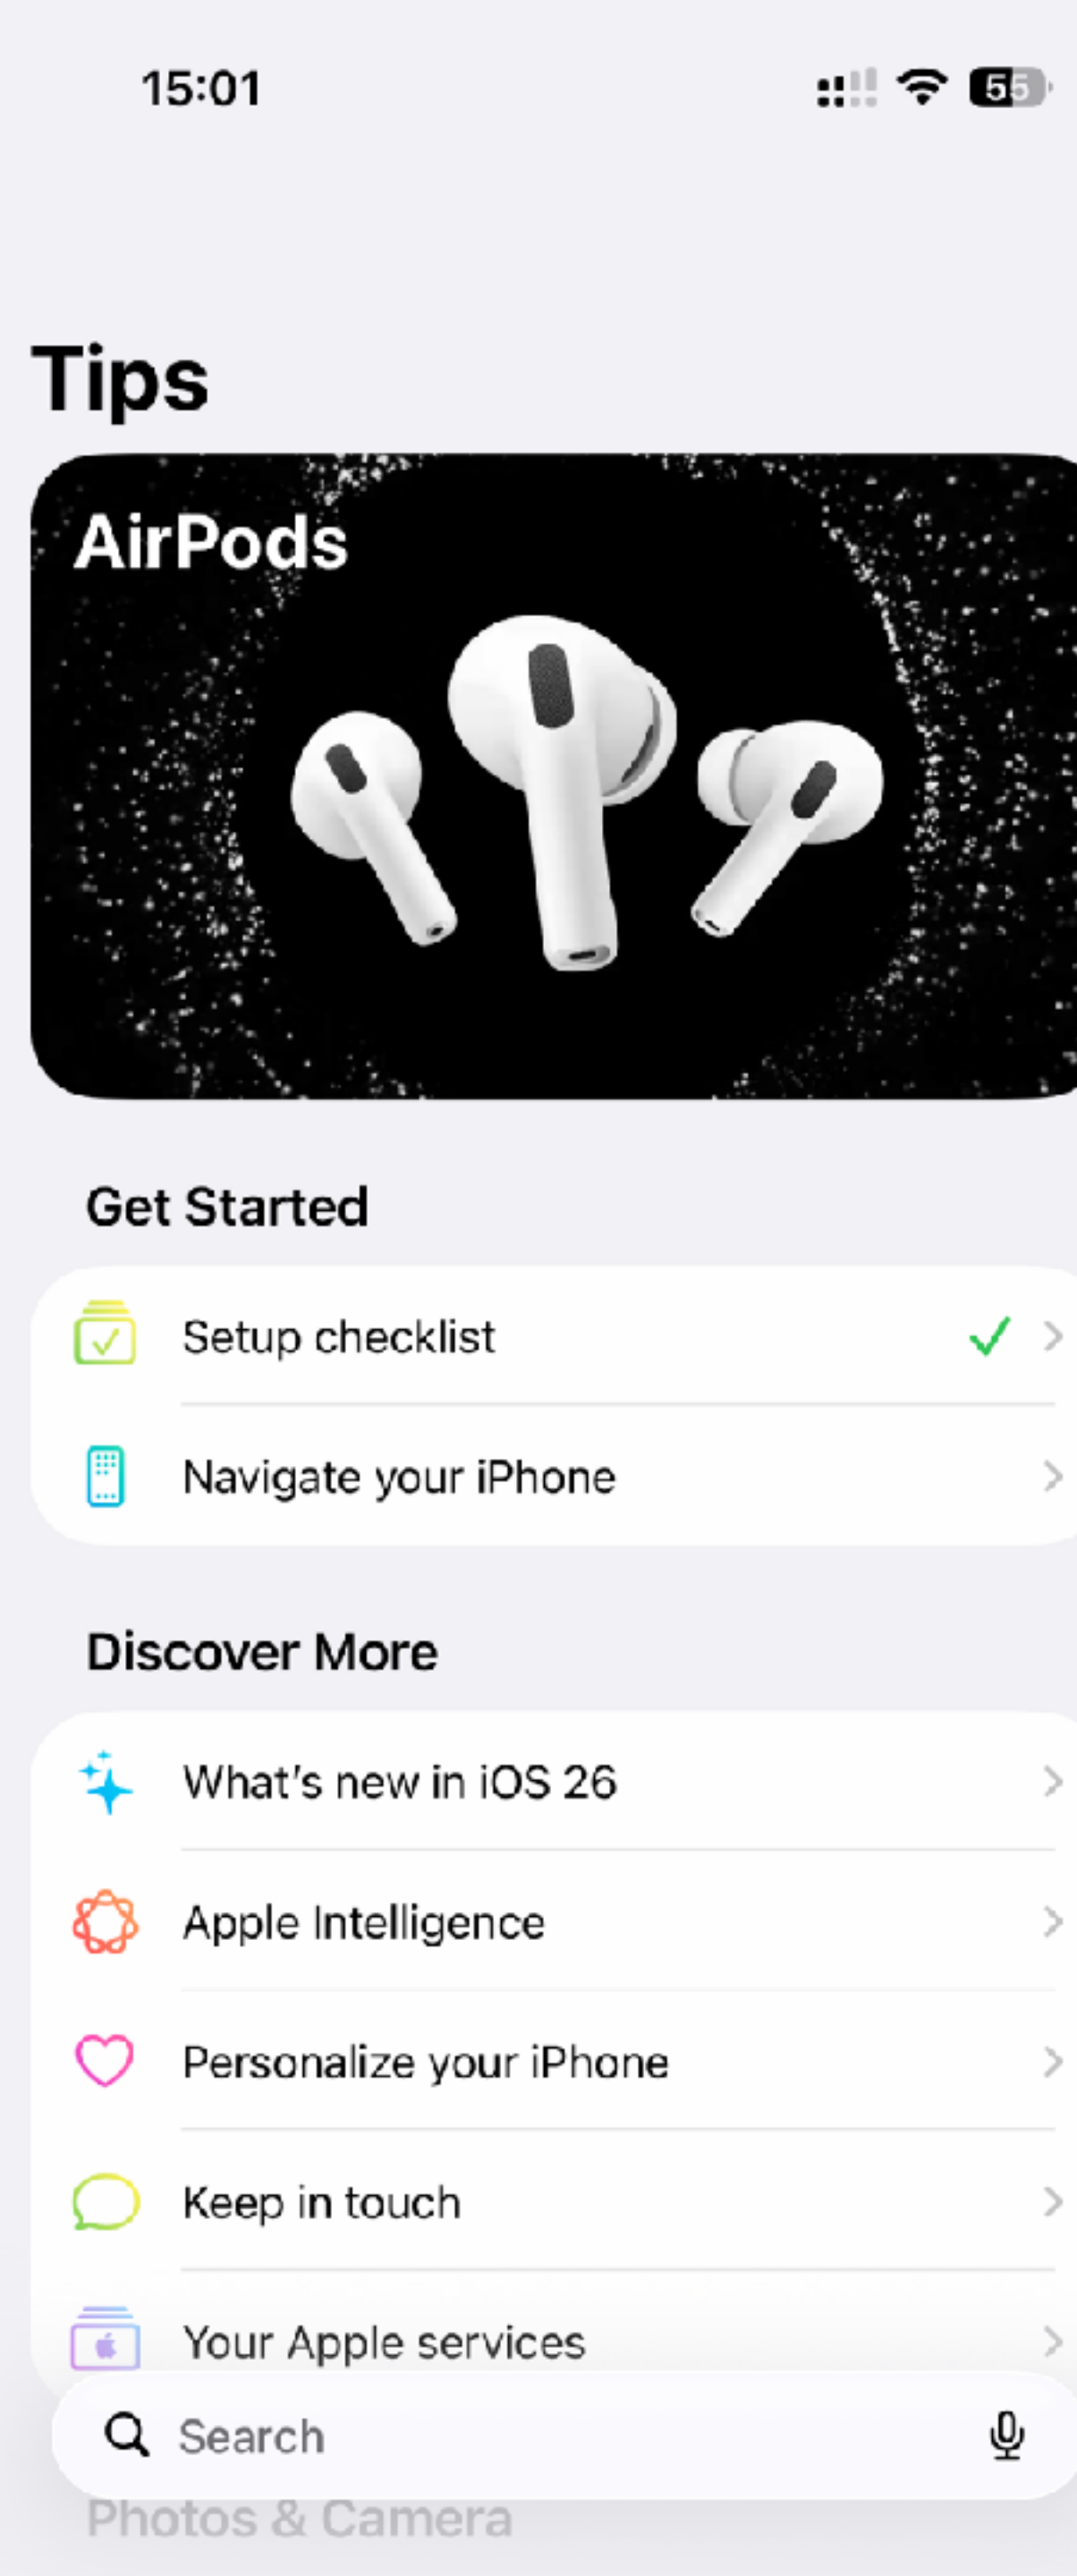 15:01
55
Tips
AirPods
Get Started
Setup checklist
Navigate your iPhone
Discover More
What's new in iOS 26
Apple Intelligence
Personalize your iPhone
Keep in touch
Your Apple services
Search
Photos & Camera